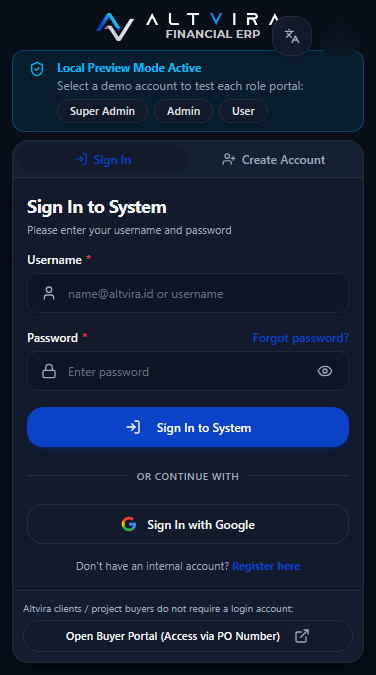 ALTVIRA
FINANCIAL ERP
Local Preview Mode Active
Select a demo account to test each role portal:
Super Admin
Admin
User
Sign In
Create Account
Sign In to System
Please enter your username and password
Username *
name@altvira.id or username
Password *
Forgot password?
Enter password
Sign In to System
OR CONTINUE WITH
Sign In with Google
Don't have an internal account? Register here
Altvira clients / project buyers do not require a login account:
Open Buyer Portal (Access via PO Number)